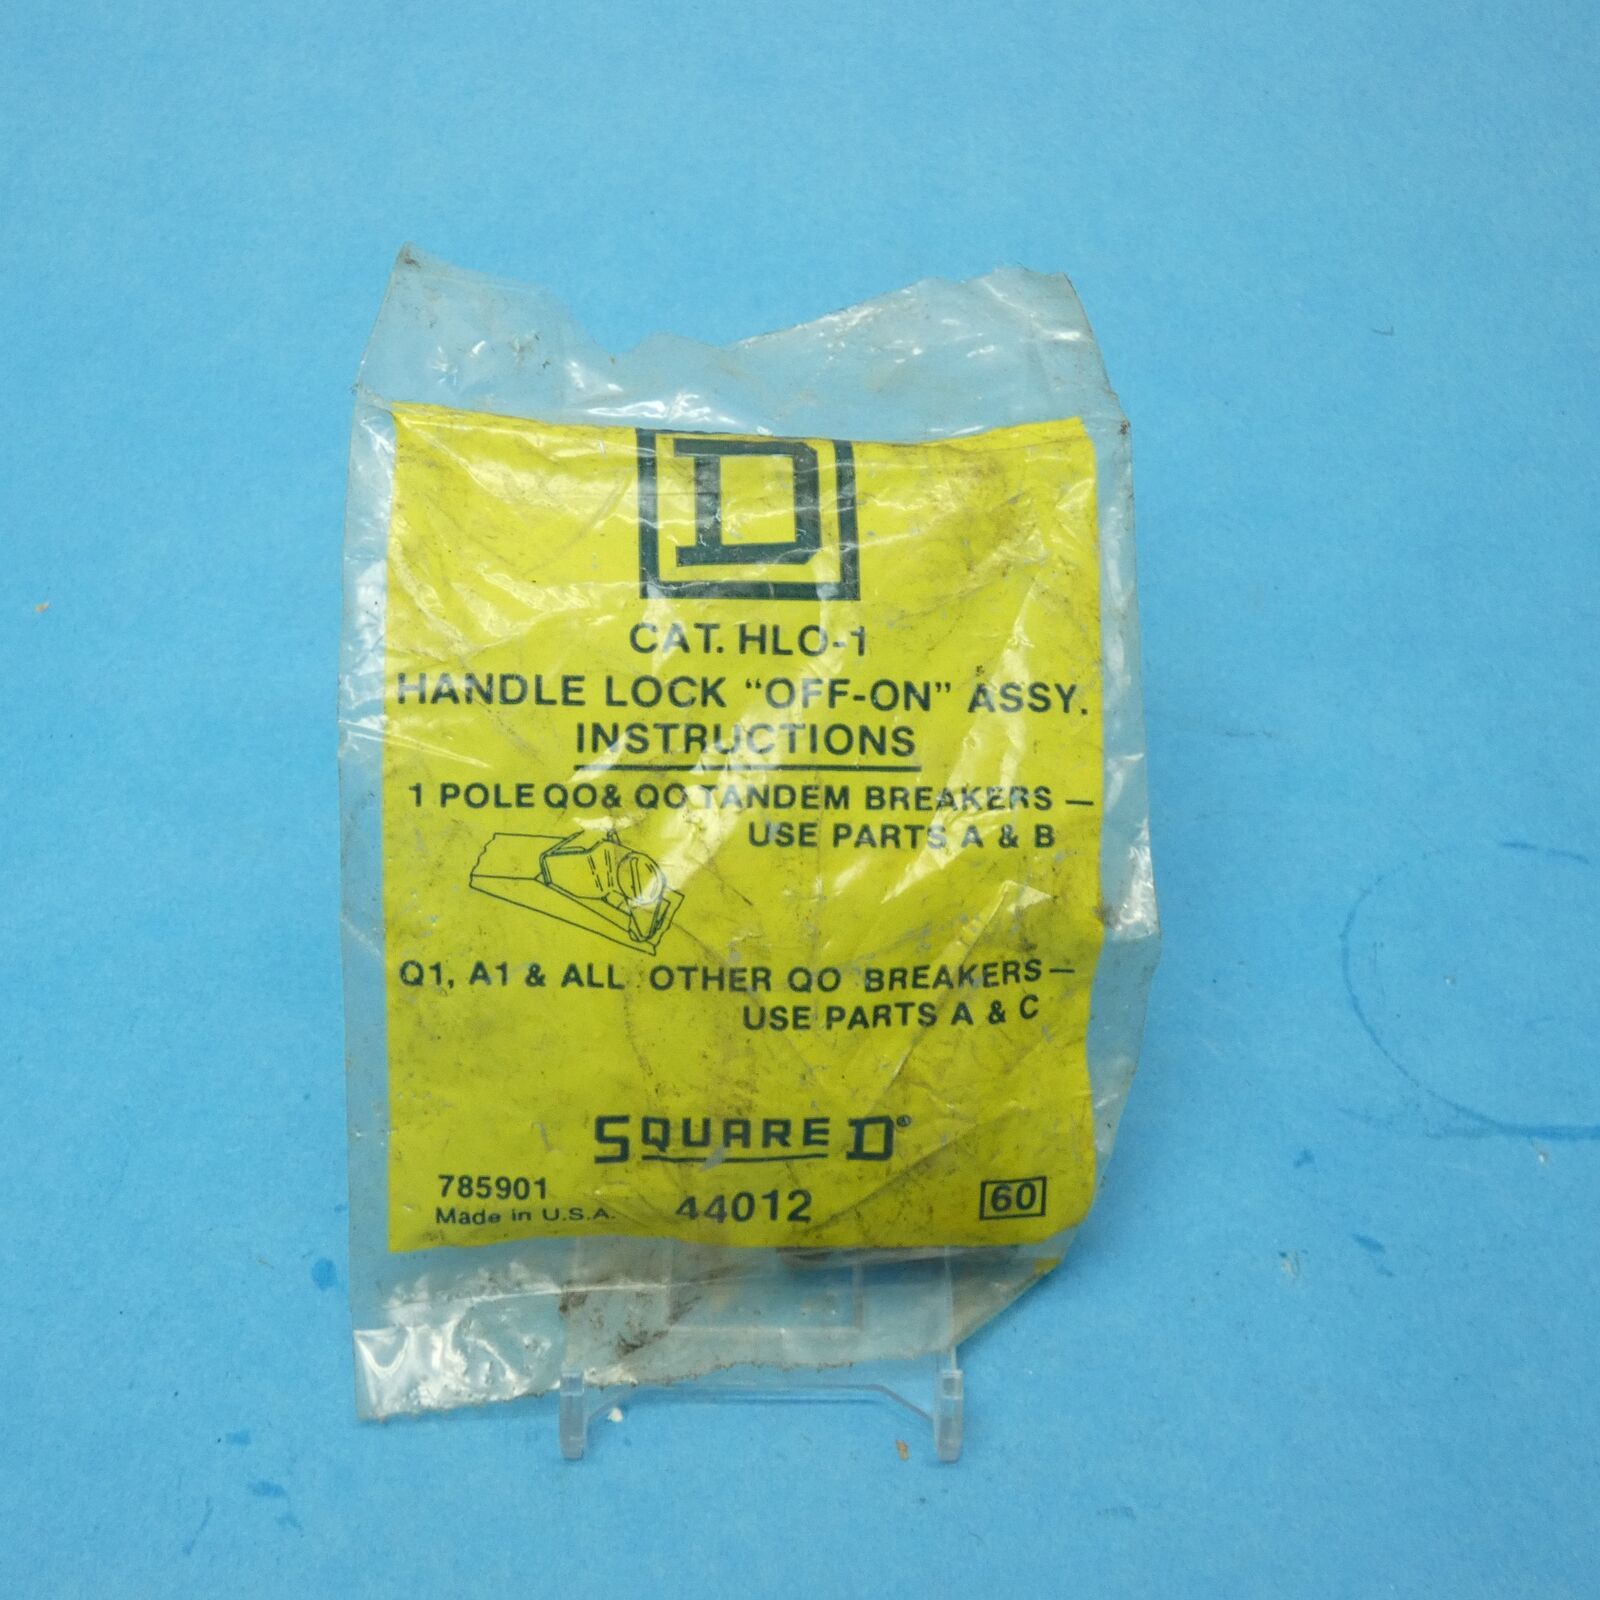 D
CAT. HLO-1
HANDLE LOCK “OFF-ON” ASSY.
INSTRUCTIONS
1 POLE QO & QO TANDEM BREAKERS —
USE PARTS A & B
Q1, A1 & ALL OTHER QO BREAKERS —
USE PARTS A & C
SQUARE D®
785901
Made in U.S.A.
44012
60